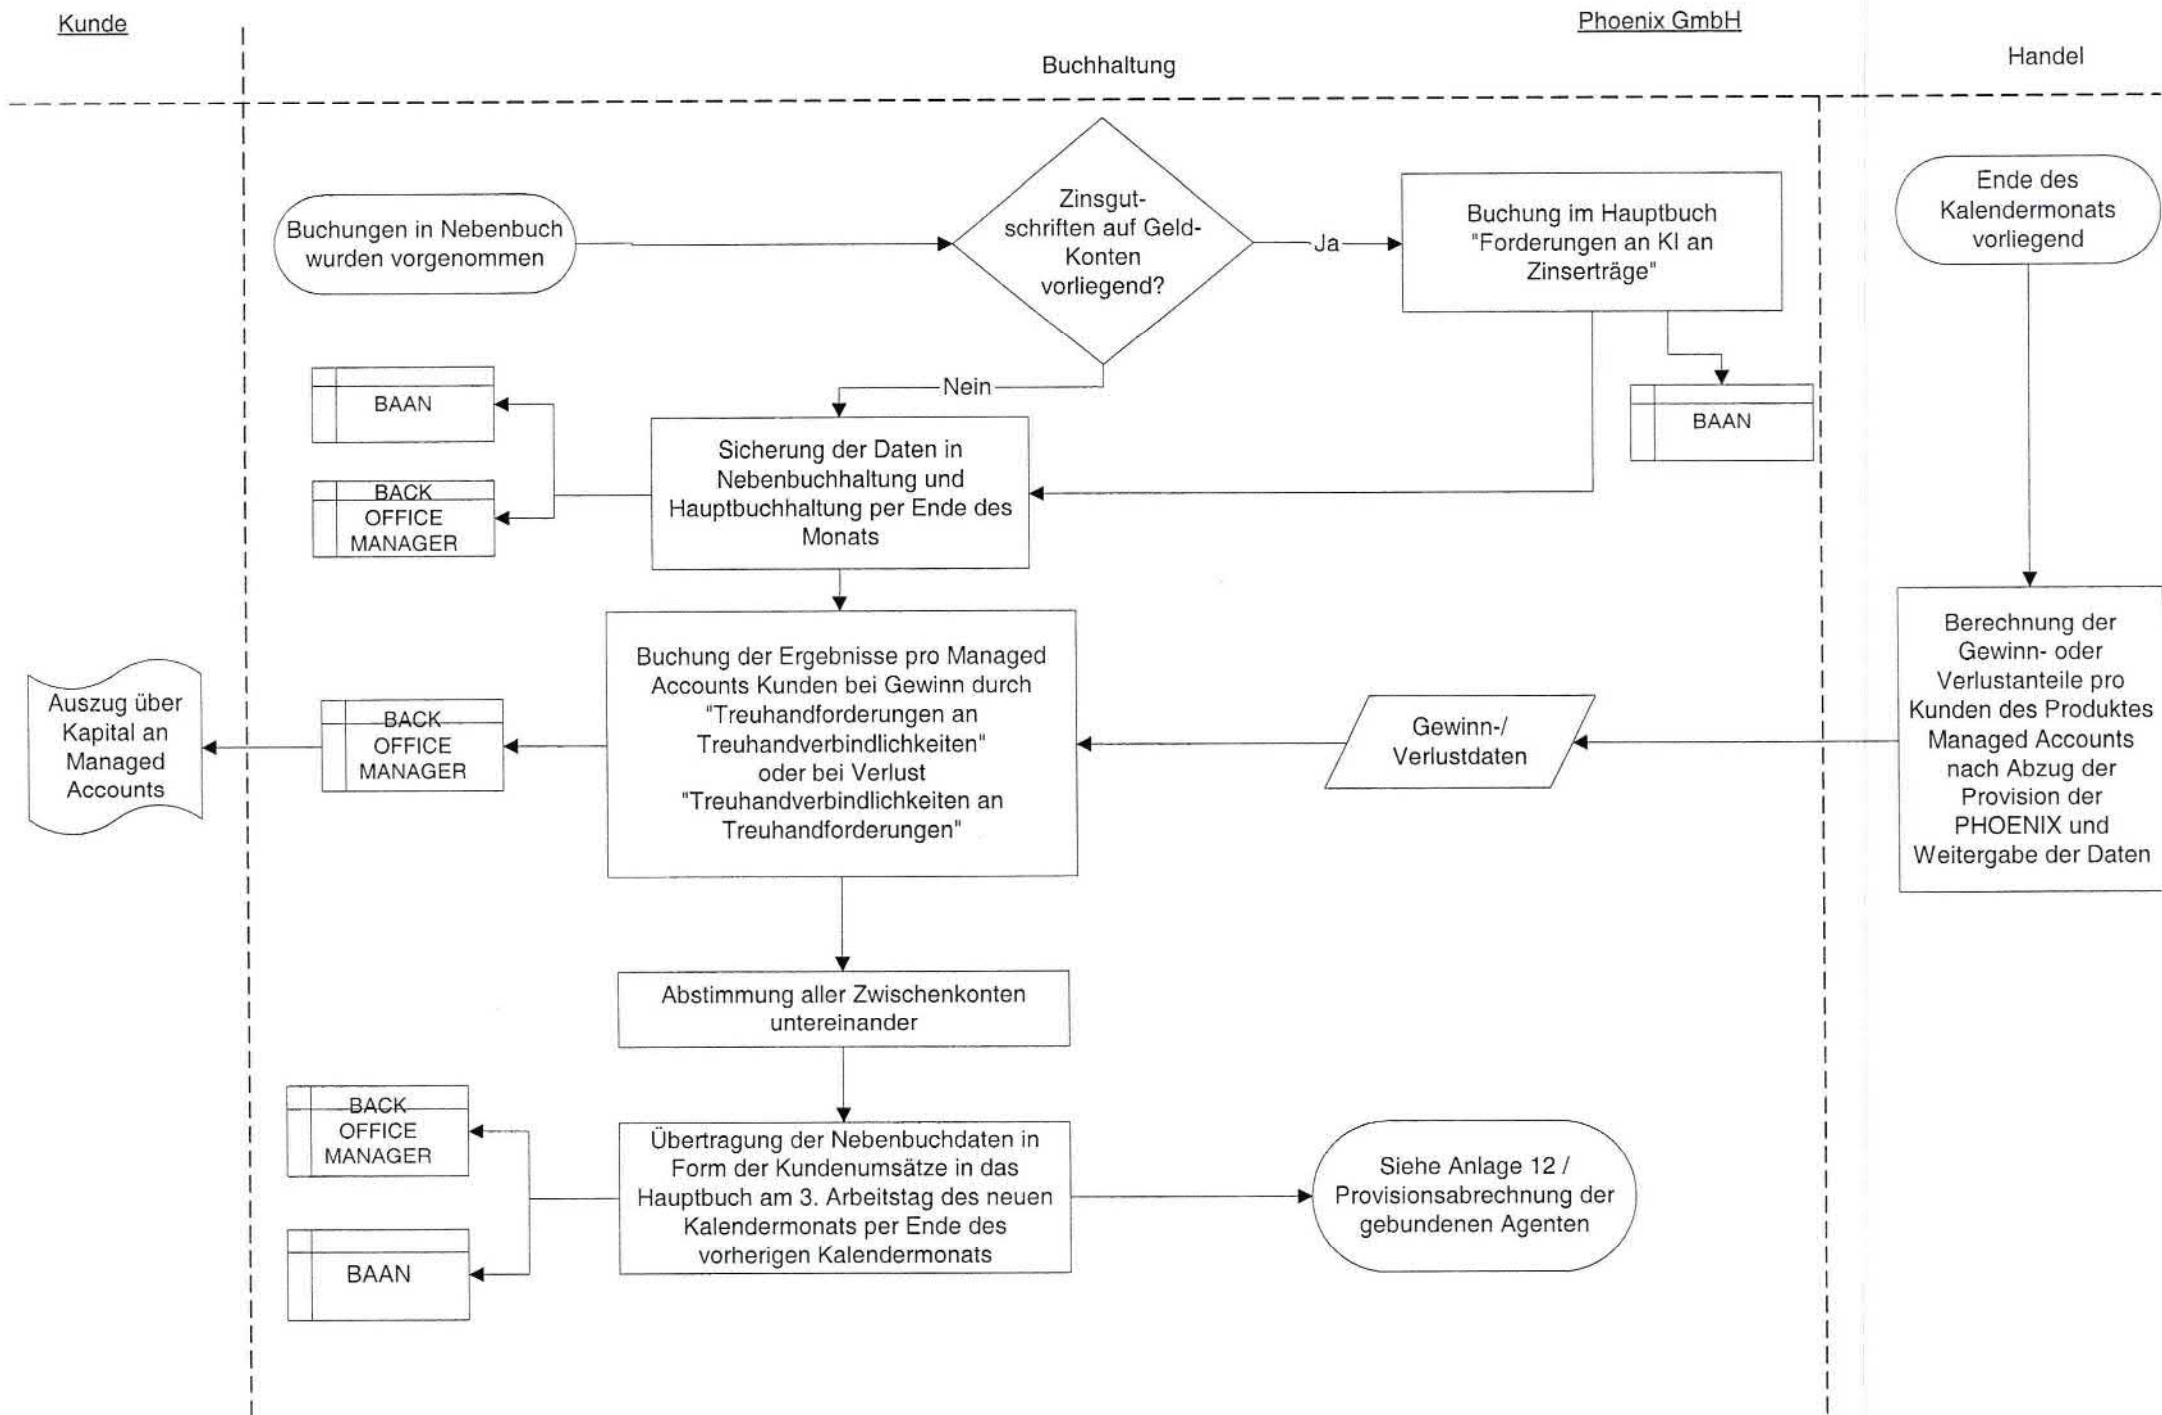 Kunde
Phoenix GmbH
Buchhaltung
Handel
Buchungen in Nebenbuch
wurden vorgenommen
Zinsgut-
schriften auf Geld-
Konten
vorliegend?
Ja
Buchung im Hauptbuch
"Forderungen an KI an
Zinserträge"
Ende des
Kalendermonats
vorliegend
Nein
BAAN
BAAN
BACK
OFFICE
MANAGER
Sicherung der Daten in
Nebenbuchhaltung und
Hauptbuchhaltung per Ende des
Monats
Auszug über
Kapital an
Managed
Accounts
BACK
OFFICE
MANAGER
Buchung der Ergebnisse pro Managed
Accounts Kunden bei Gewinn durch
"Treuhandforderungen an
Treuhandverbindlichkeiten"
oder bei Verlust
"Treuhandverbindlichkeiten an
Treuhandforderungen"
Gewinn-/
Verlustdaten
Berechnung der
Gewinn- oder
Verlustanteile pro
Kunden des Produktes
Managed Accounts
nach Abzug der
Provision der
PHOENIX und
Weitergabe der Daten
Abstimmung aller Zwischenkonten
untereinander
BACK
OFFICE
MANAGER
BAAN
Übertragung der Nebenbuchdaten in
Form der Kundenumsätze in das
Hauptbuch am 3. Arbeitstag des neuen
Kalendermonats per Ende des
vorherigen Kalendermonats
Siehe Anlage 12 /
Provisionsabrechnung der
gebundenen Agenten